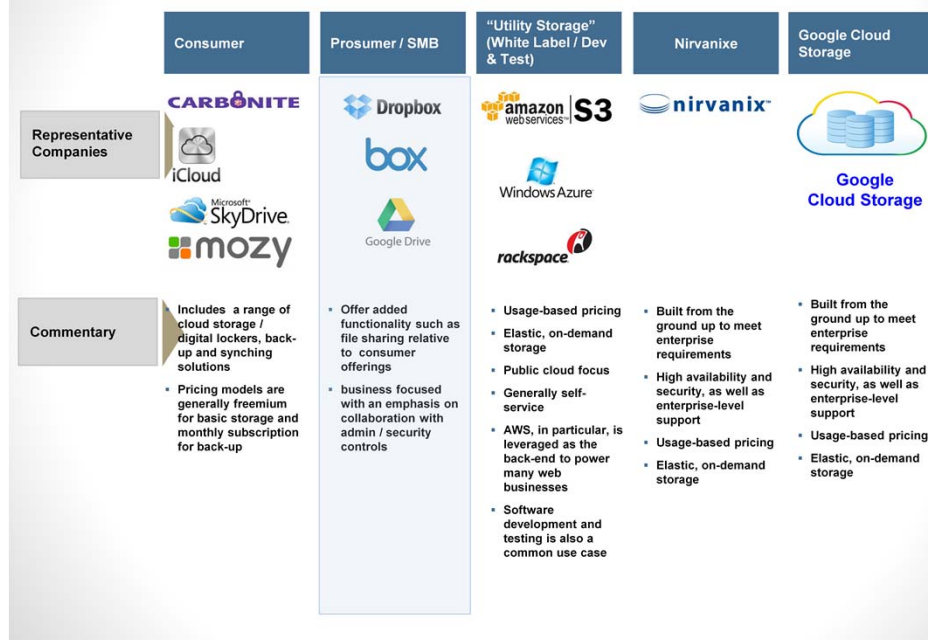 Consumer
Prosumer / SMB
“Utility Storage”
(White Label / Dev
& Test)
Nirvanixe
Google Cloud
Storage
Representative
Companies
CARBONITE
iCloud
Microsoft
SkyDrive
mozy
Dropbox
box
Google Drive
amazon
webservices™
S3
Windows Azure
rackspace
nirvanix™
Google
Cloud Storage
Commentary
▪ Includes a range of
cloud storage /
digital lockers, back-
up and synching
solutions
▪ Pricing models are
generally freemium
for basic storage and
monthly subscription
for back-up
▪ Offer added
functionality such as
file sharing relative
to consumer
offerings
▪ business focused
with an emphasis on
collaboration with
admin / security
controls
▪ Usage-based pricing
▪ Elastic, on-demand
storage
▪ Public cloud focus
▪ Generally self-
service
▪ AWS, in particular, is
leveraged as the
back-end to power
many web
businesses
▪ Software
development and
testing is also a
common use case
▪ Built from the
ground up to meet
enterprise
requirements
▪ High availability and
security, as well as
enterprise-level
support
▪ Usage-based pricing
▪ Elastic, on-demand
storage
▪ Built from the
ground up to meet
enterprise
requirements
▪ High availability and
security, as well as
enterprise-level
support
▪ Usage-based pricing
▪ Elastic, on-demand
storage